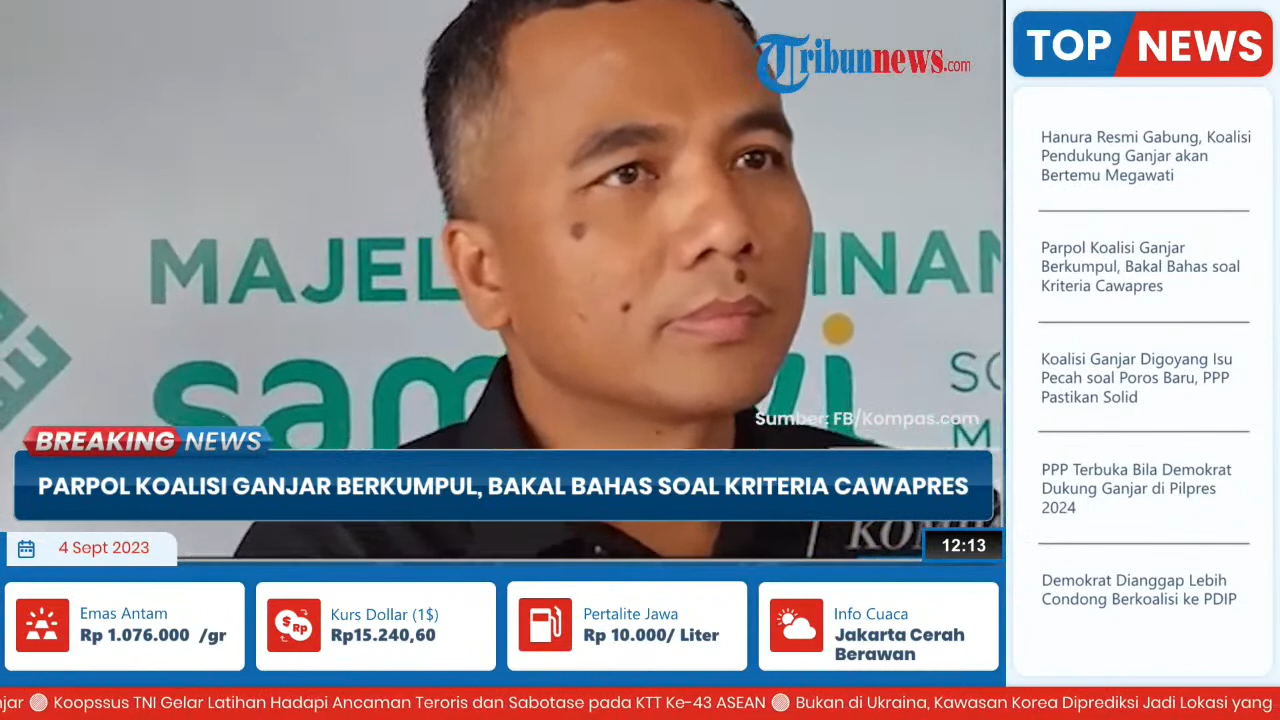 Tribunnews.com
TOP NEWS
Hanura Resmi Gabung, Koalisi
Pendukung Ganjar akan
Bertemu Megawati
Parpol Koalisi Ganjar
Berkumpul, Bakal Bahas soal
Kriteria Cawapres
Koalisi Ganjar Digoyang Isu
Pecah soal Poros Baru, PPP
Pastikan Solid
PPP Terbuka Bila Demokrat
Dukung Ganjar di Pilpres
2024
Demokrat Dianggap Lebih
Condong Berkoalisi ke PDIP
Sumber: FB/Kompas.com
BREAKING NEWS
PARPOL KOALISI GANJAR BERKUMPUL, BAKAL BAHAS SOAL KRITERIA CAWAPRES
4 Sept 2023
12:13
Emas Antam
Rp 1.076.000 /gr
Kurs Dollar (1$)
Rp15.240,60
Pertalite Jawa
Rp 10.000/ Liter
Info Cuaca
Jakarta Cerah
Berawan
Koopssus TNI Gelar Latihan Hadapi Ancaman Teroris dan Sabotase pada KTT Ke-43 ASEAN Bukan di Ukraina, Kawasan Korea Diprediksi Jadi Lokasi yang